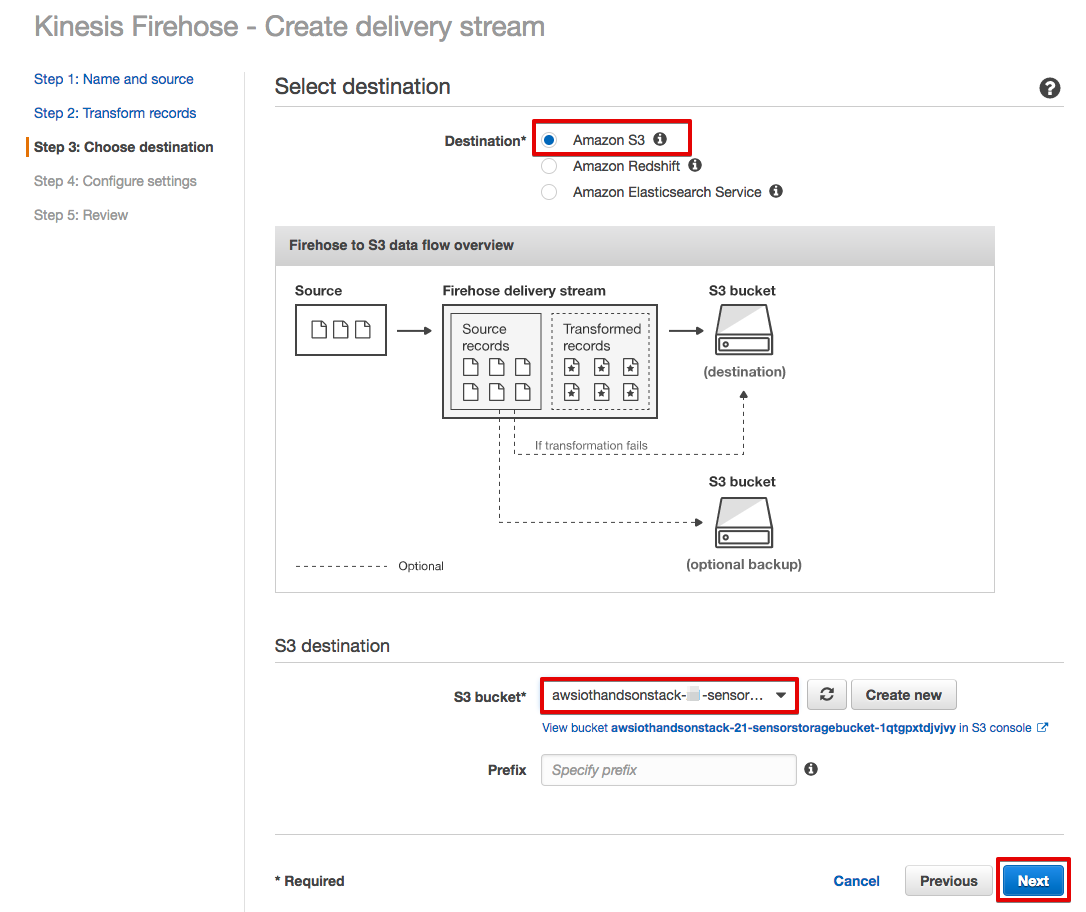 Kinesis Firehose - Create delivery stream
Step 1: Name and source
Step 2: Transform records
Step 3: Choose destination
Step 4: Configure settings
Step 5: Review
Select destination
Destination*
Amazon S3
Amazon Redshift
Amazon Elasticsearch Service
Firehose to S3 data flow overview
Source
Firehose delivery stream
S3 bucket
Source
records
Transformed
records
(destination)
If transformation fails
S3 bucket
(optional backup)
Optional
S3 destination
S3 bucket*
awsiothandsonstack- -sensor...
Create new
View bucket awsiothandsonstack-21-sensorstoragebucket-1qtgpxtdjvjvy in S3 console
Prefix
Specify prefix
* Required
Cancel
Previous
Next